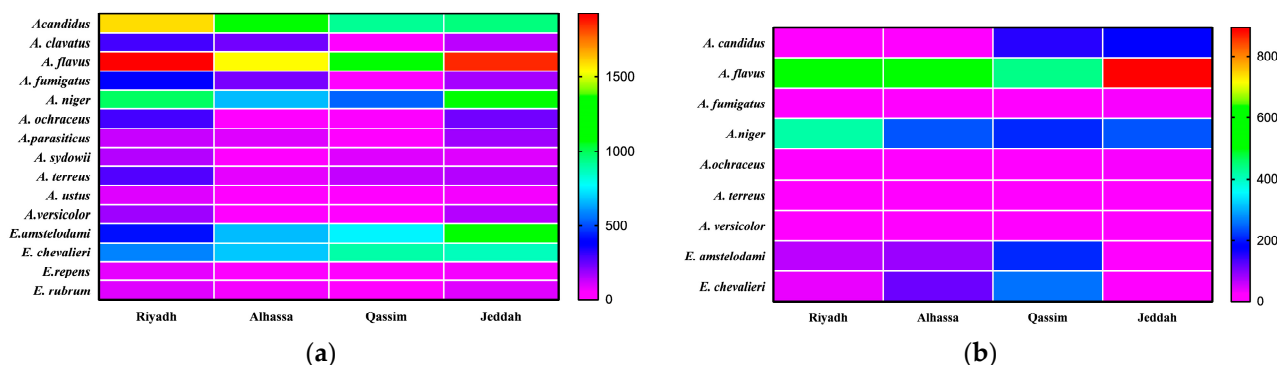 Acandidus
A. clavatus
A. flavus
A. fumigatus
A. niger
A. ochraceus
A.parasiticus
A. sydowii
A. terreus
A. ustus
A.versicolor
E.amstelodami
E. chevalieri
E.repens
E. rubrum
Riyadh Alhassa Qassim Jeddah
1500
1000
500
0
(a)
A. candidus
A. flavus
A. fumigatus
A.niger
A.ochraceus
A. terreus
A. versicolor
E. amstelodami
E. chevalieri
Riyadh Alhassa Qassim Jeddah
800
600
400
200
0
(b)